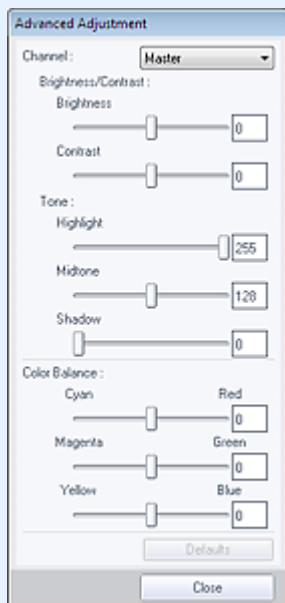 Advanced Adjustment
Channel : Master
Brightness/Contrast :
Brightness
0
Contrast
0
Tone :
Highlight
255
Midtone
128
Shadow
0
Color Balance :
Cyan Red
0
Magenta Green
0
Yellow Blue
0
Defaults
Close